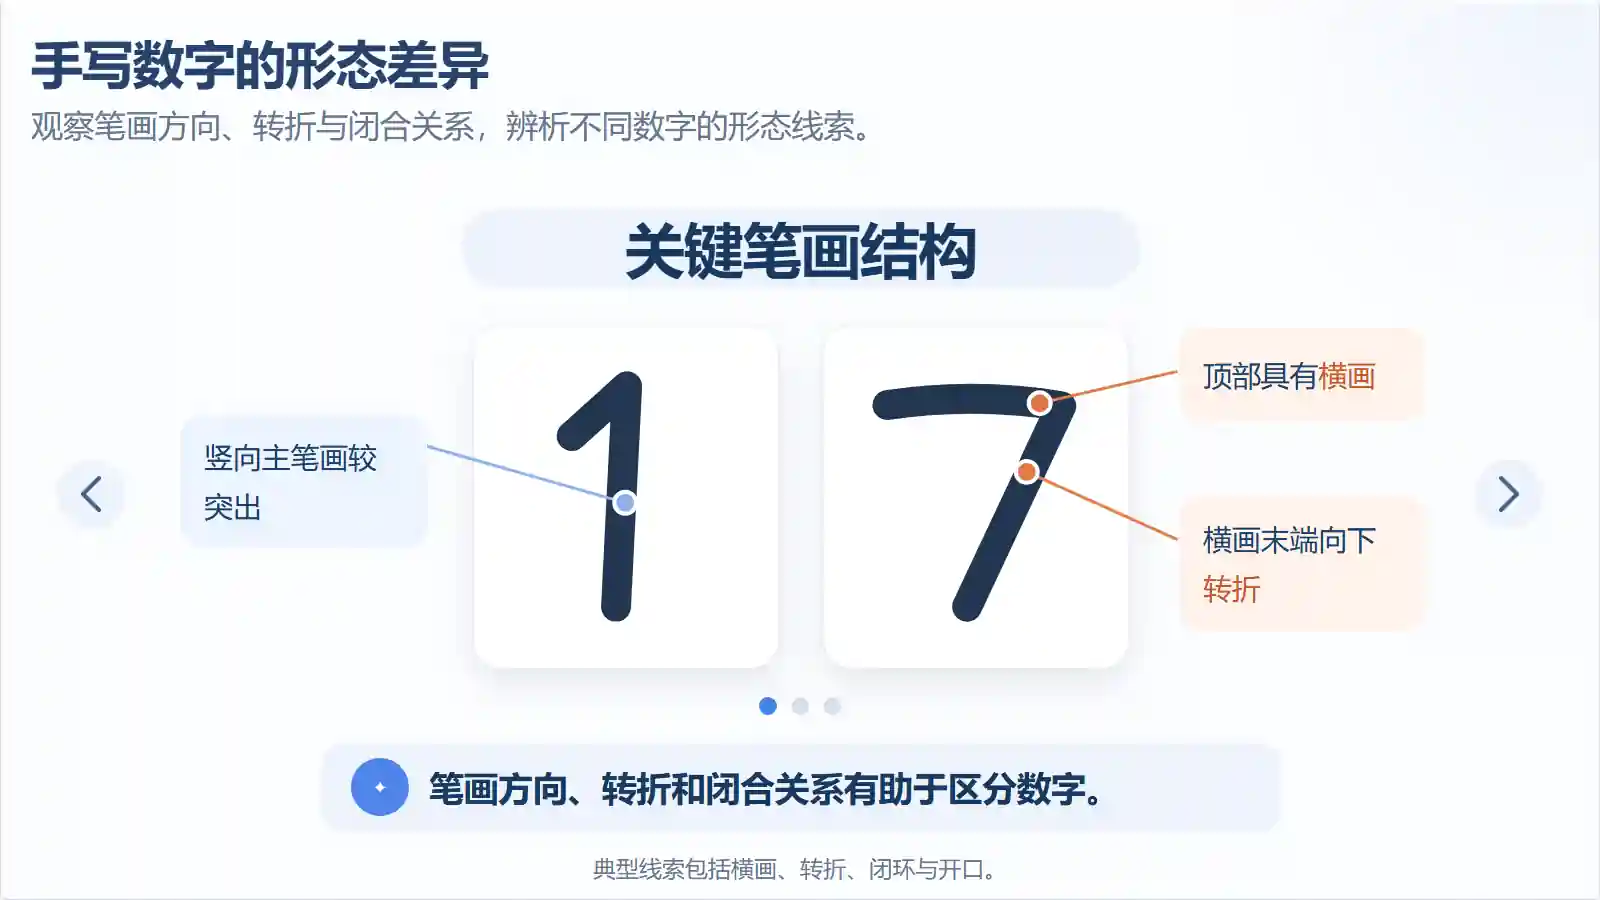 手写数字的形态差异
观察笔画方向、转折与闭合关系，辨析不同数字的形态线索。
关键笔画结构
竖向主笔画较
突出
1
7
顶部具有横画
横画末端向下
转折
笔画方向、转折和闭合关系有助于区分数字。
典型线索包括横画、转折、闭环与开口。